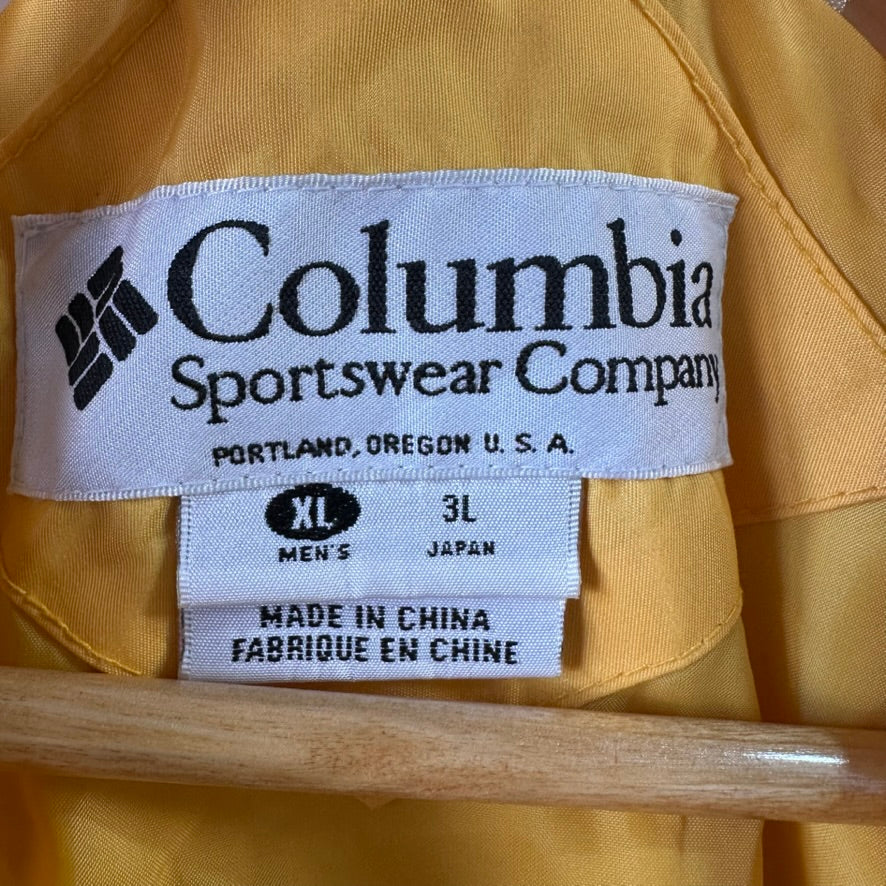 Columbia
Sportswear Company
PORTLAND, OREGON U. S. A.
XL 3L
MEN'S JAPAN
MADE IN CHINA
FABRIQUE EN CHINE